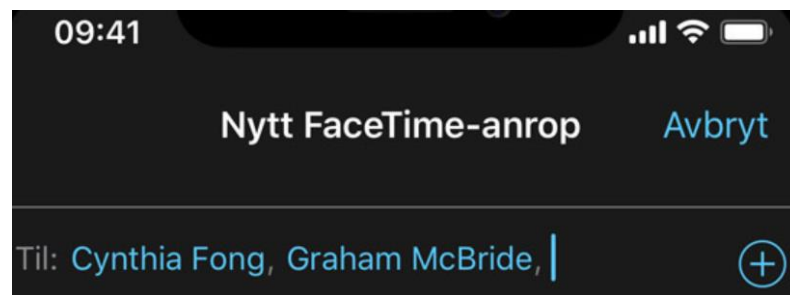 09:41
Nytt FaceTime-anrop Avbryt
Til: Cynthia Fong, Graham McBride,